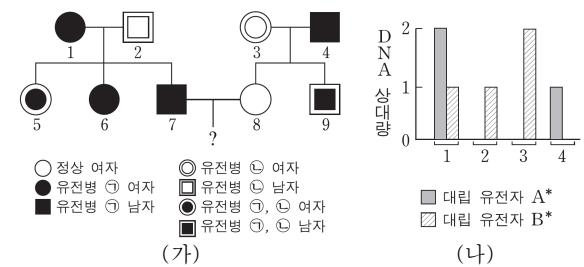 1 2 3 4
5 6 7 8 9
?
정상 여자
유전병 ㉠ 여자
유전병 ㉠ 남자
유전병 ㉡ 여자
유전병 ㉡ 남자
유전병 ㉠, ㉡ 여자
유전병 ㉠, ㉡ 남자
(가)
DNA 상대량
2
1
0
1 2 3 4
대립 유전자 A*
대립 유전자 B*
(나)